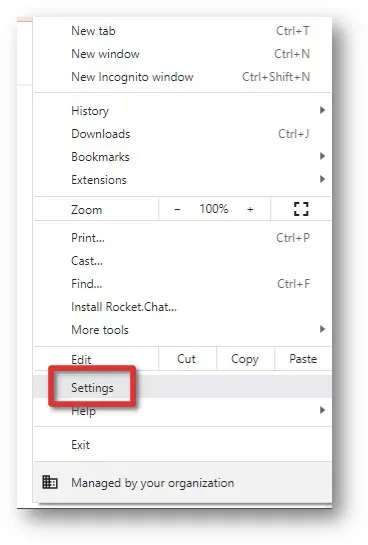 New tab Ctrl+T
New window Ctrl+N
New Incognito window Ctrl+Shift+N
History
Downloads Ctrl+J
Bookmarks
Extensions
Zoom − 100% +
Print... Ctrl+P
Cast...
Find... Ctrl+F
Install Rocket.Chat...
More tools
Edit Cut Copy Paste
Settings
Help
Exit
Managed by your organization